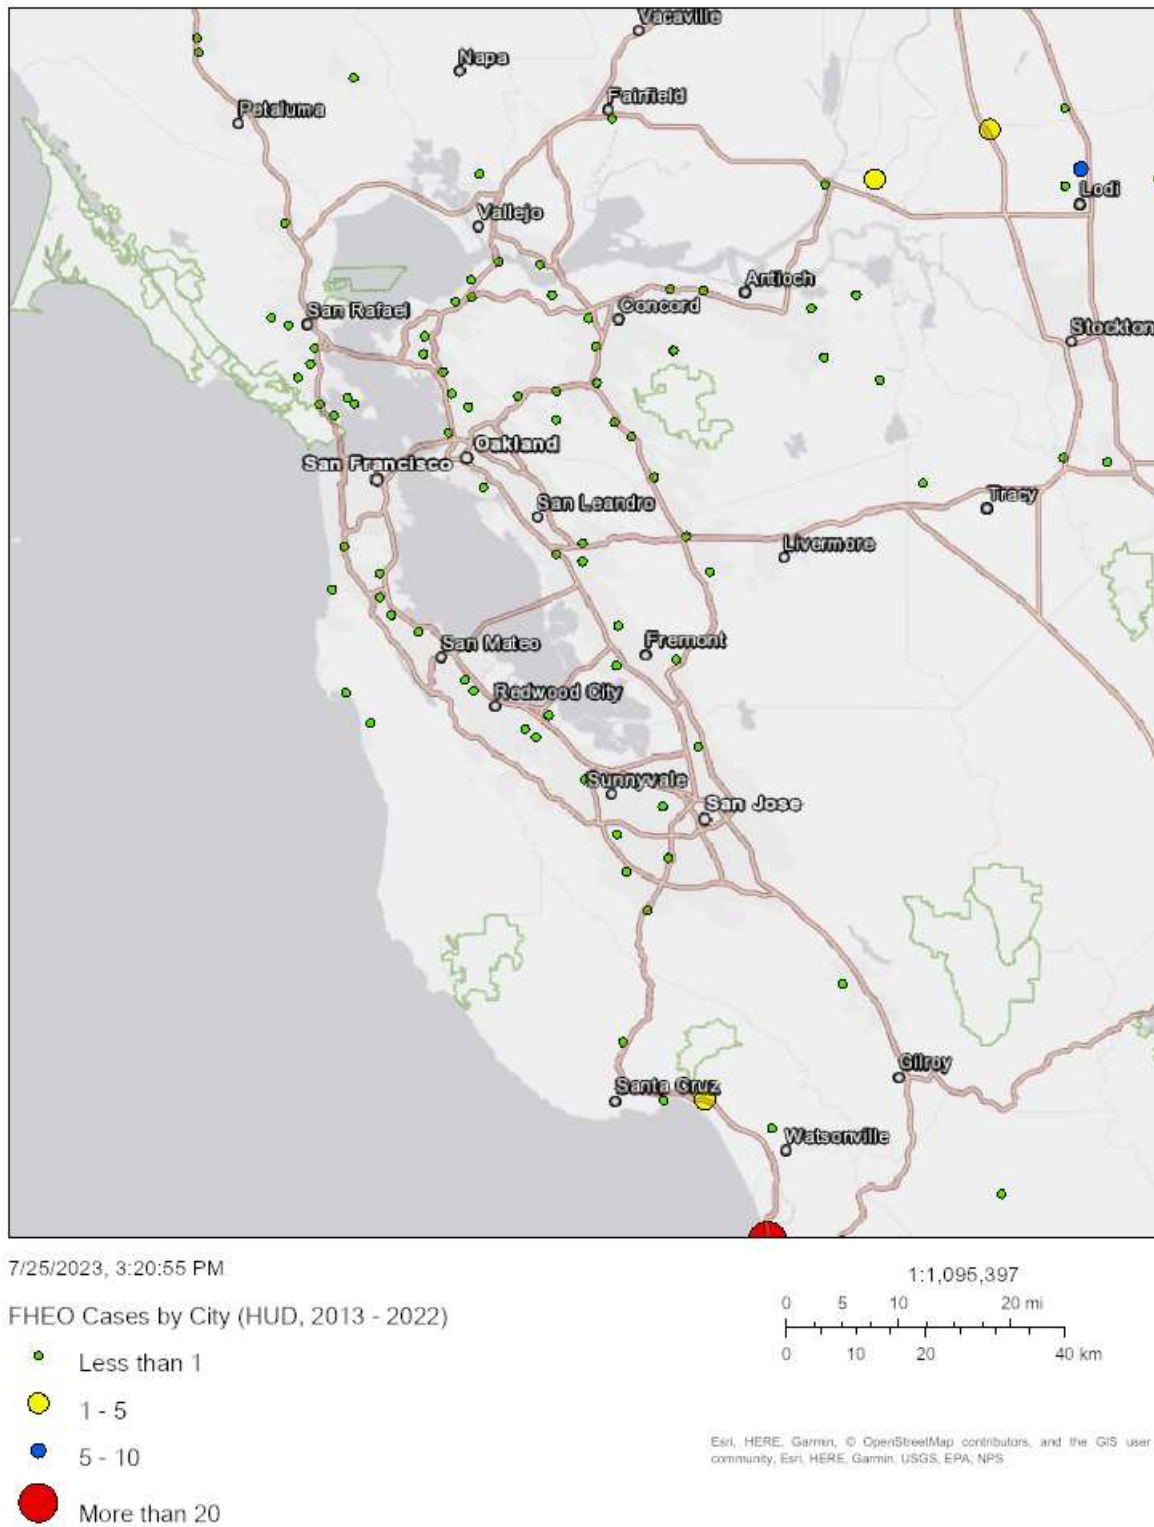 Vacaville
Napa
Fairfield
Petaluma
Lodi
Vallejo
Antioch
San Rafael
Concord
Stockton
Oakland
San Francisco
San Leandro
Tracy
Livermore
Fremont
San Mateo
Redwood City
Sunnyvale
San Jose
Gilroy
Santa Cruz
Watsonville
7/25/2023, 3:20:55 PM
1:1,095,397
FHEO Cases by City (HUD, 2013 - 2022)
0 5 10 20 mi
0 10 20 40 km
Less than 1
1 - 5
5 - 10
More than 20
Esri, HERE, Garmin, © OpenStreetMap contributors, and the GIS user
community, Esri, HERE, Garmin, USGS, EPA, NPS